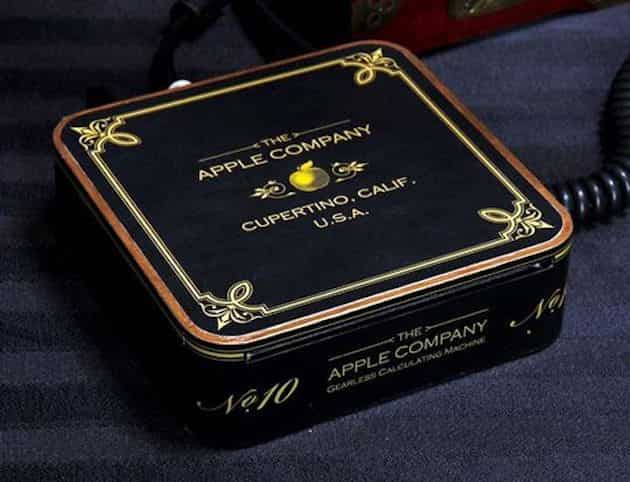 THE
APPLE COMPANY
CUPERTINO, CALIF.
U.S.A.
No. 10
THE
APPLE COMPANY
GEARLESS CALCULATING MACHINE
No.